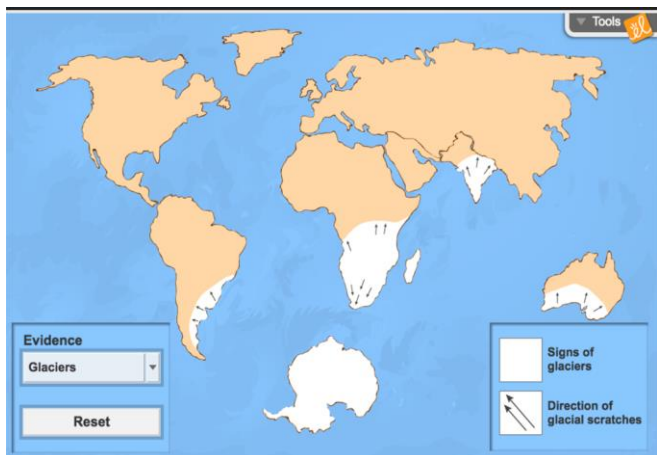 Tools
Evidence
Glaciers
Reset
Signs of
glaciers
Direction of
glacial scratches